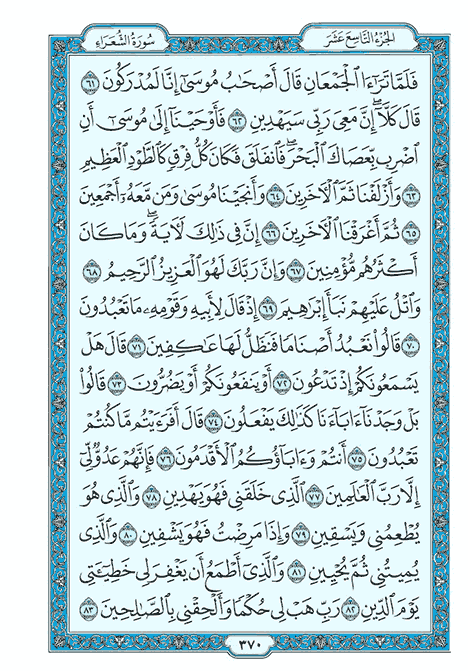 الجزء التاسع عشر
سورة الشعراء
فَلَمَّا تَرَٰٓءَا ٱلْجَمْعَانِ قَالَ أَصْحَٰبُ مُوسَىٰٓ إِنَّا لَمُدْرَكُونَ ٦١
قَالَ كَلَّآ ۖ إِنَّ مَعِىَ رَبِّى سَيَهْدِينِ ٦٢ فَأَوْحَيْنَآ إِلَىٰ مُوسَىٰٓ أَنِ
ٱضْرِب بِّعَصَاكَ ٱلْبَحْرَ ۖ فَٱنفَلَقَ فَكَانَ كُلُّ فِرْقٍ كَٱلطَّوْدِ ٱلْعَظِيمِ
٦٣ وَأَزْلَفْنَا ثَمَّ ٱلْءَاخَرِينَ ٦٤ وَأَنجَيْنَا مُوسَىٰ وَمَن مَّعَهُۥٓ أَجْمَعِينَ
٦٥ ثُمَّ أَغْرَقْنَا ٱلْءَاخَرِينَ ٦٦ إِنَّ فِى ذَٰلِكَ لَءَايَةً ۖ وَمَا كَانَ
أَكْثَرُهُم مُّؤْمِنِينَ ٦٧ وَإِنَّ رَبَّكَ لَهُوَ ٱلْعَزِيزُ ٱلرَّحِيمُ ٦٨
وَٱتْلُ عَلَيْهِمْ نَبَأَ إِبْرَٰهِيمَ ٦٩ إِذْ قَالَ لِأَبِيهِ وَقَوْمِهِۦ مَا تَعْبُدُونَ
٧٠ قَالُوا۟ نَعْبُدُ أَصْنَامًا فَنَظَلُّ لَهَا عَٰكِفِينَ ٧١ قَالَ هَلْ
يَسْمَعُونَكُمْ إِذْ تَدْعُونَ ٧٢ أَوْ يَنفَعُونَكُمْ أَوْ يَضُرُّونَ ٧٣ قَالُوا۟
بَلْ وَجَدْنَآ ءَابَآءَنَا كَذَٰلِكَ يَفْعَلُونَ ٧٤ قَالَ أَفَرَءَيْتُم مَّا كُنتُمْ
تَعْبُدُونَ ٧٥ أَنتُمْ وَءَابَآؤُكُمُ ٱلْأَقْدَمُونَ ٧٦ فَإِنَّهُمْ عَدُوٌّ لِّىٓ
إِلَّا رَبَّ ٱلْعَٰلَمِينَ ٧٧ ٱلَّذِى خَلَقَنِى فَهُوَ يَهْدِينِ ٧٨ وَٱلَّذِى هُوَ
يُطْعِمُنِى وَيَسْقِينِ ٧٩ وَإِذَا مَرِضْتُ فَهُوَ يَشْفِينِ ٨٠ وَٱلَّذِى
يُمِيتُنِى ثُمَّ يُحْيِينِ ٨١ وَٱلَّذِىٓ أَطْمَعُ أَن يَغْفِرَ لِى خَطِيٓـَٔتِى
يَوْمَ ٱلدِّينِ ٨٢ رَبِّ هَبْ لِى حُكْمًا وَأَلْحِقْنِى بِٱلصَّٰلِحِينَ ٨٣
٣٧٠